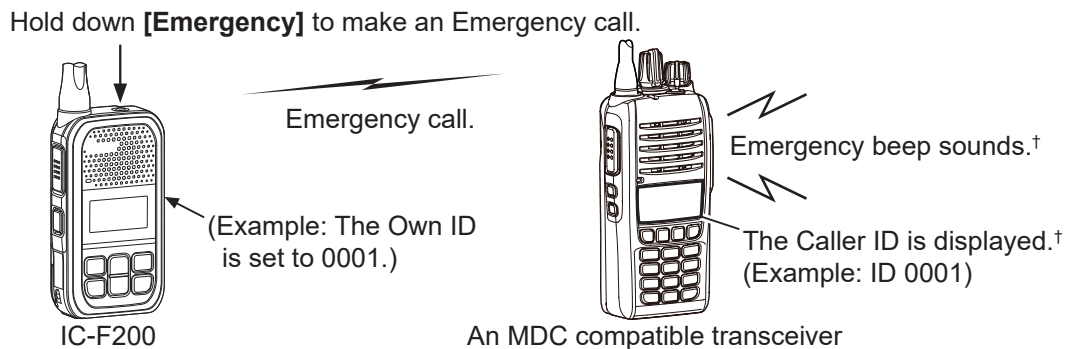 Hold down [Emergency] to make an Emergency call.
Emergency call.
Emergency beep sounds.†
(Example: The Own ID
is set to 0001.)
The Caller ID is displayed.†
(Example: ID 0001)
IC-F200
An MDC compatible transceiver